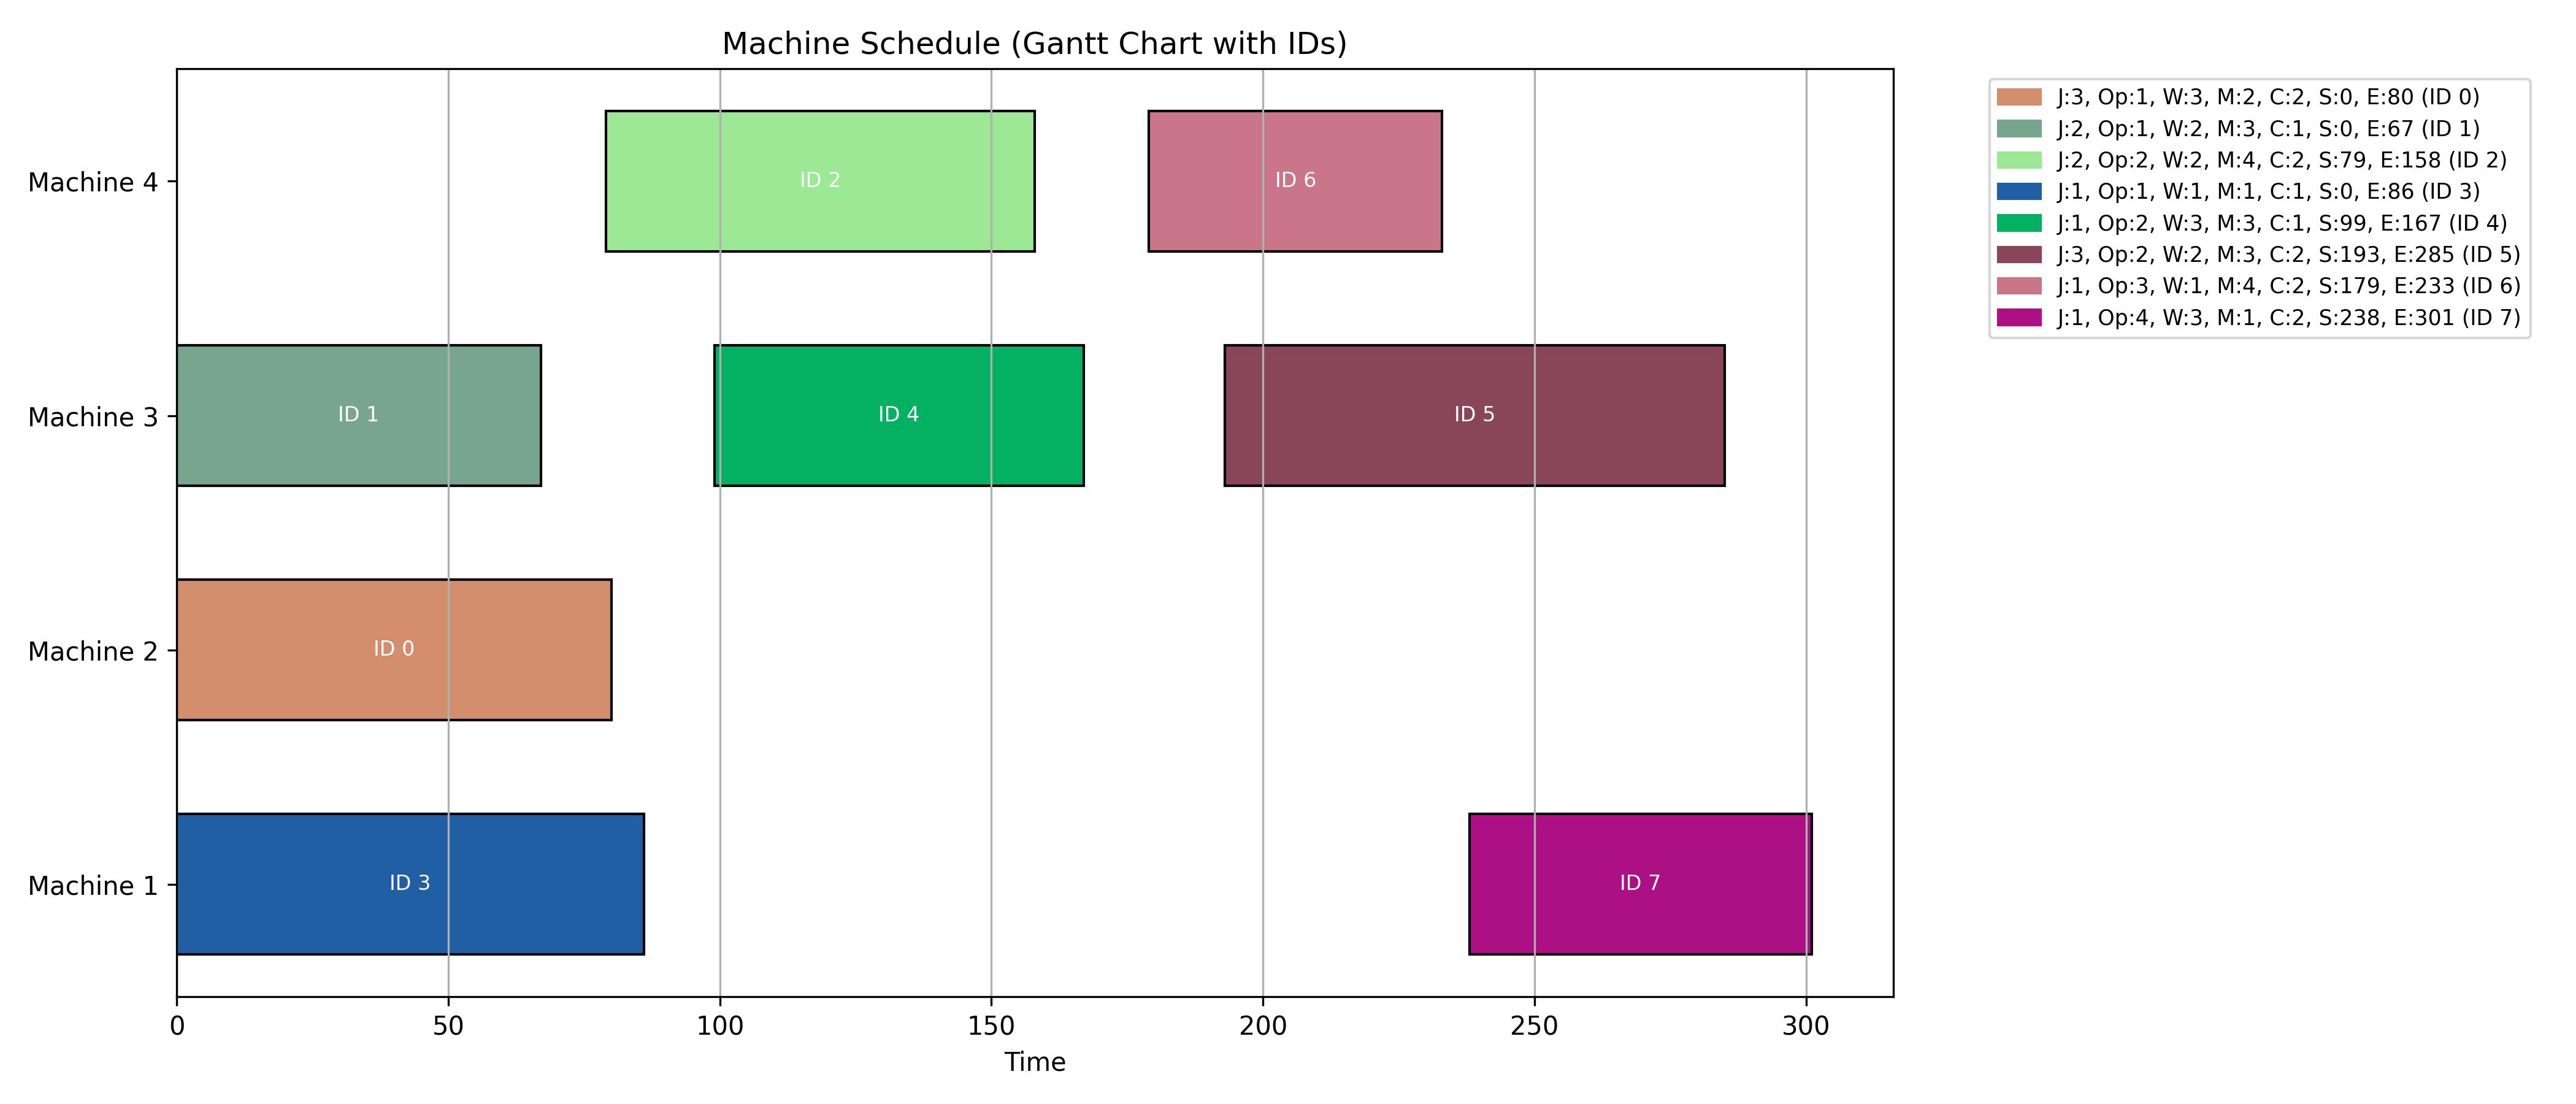 Machine Schedule (Gantt Chart with IDs)
J:3, Op:1, W:3, M:2, C:2, S:0, E:80 (ID 0)
J:2, Op:1, W:2, M:3, C:1, S:0, E:67 (ID 1)
J:2, Op:2, W:2, M:4, C:2, S:79, E:158 (ID 2)
J:1, Op:1, W:1, M:1, C:1, S:0, E:86 (ID 3)
J:1, Op:2, W:3, M:3, C:1, S:99, E:167 (ID 4)
J:3, Op:2, W:2, M:3, C:2, S:193, E:285 (ID 5)
J:1, Op:3, W:1, M:4, C:2, S:179, E:233 (ID 6)
J:1, Op:4, W:3, M:1, C:2, S:238, E:301 (ID 7)
Machine 4
ID 2
ID 6
Machine 3
ID 1
ID 4
ID 5
Machine 2
ID 0
Machine 1
ID 3
ID 7
0 50 100 150 200 250 300
Time